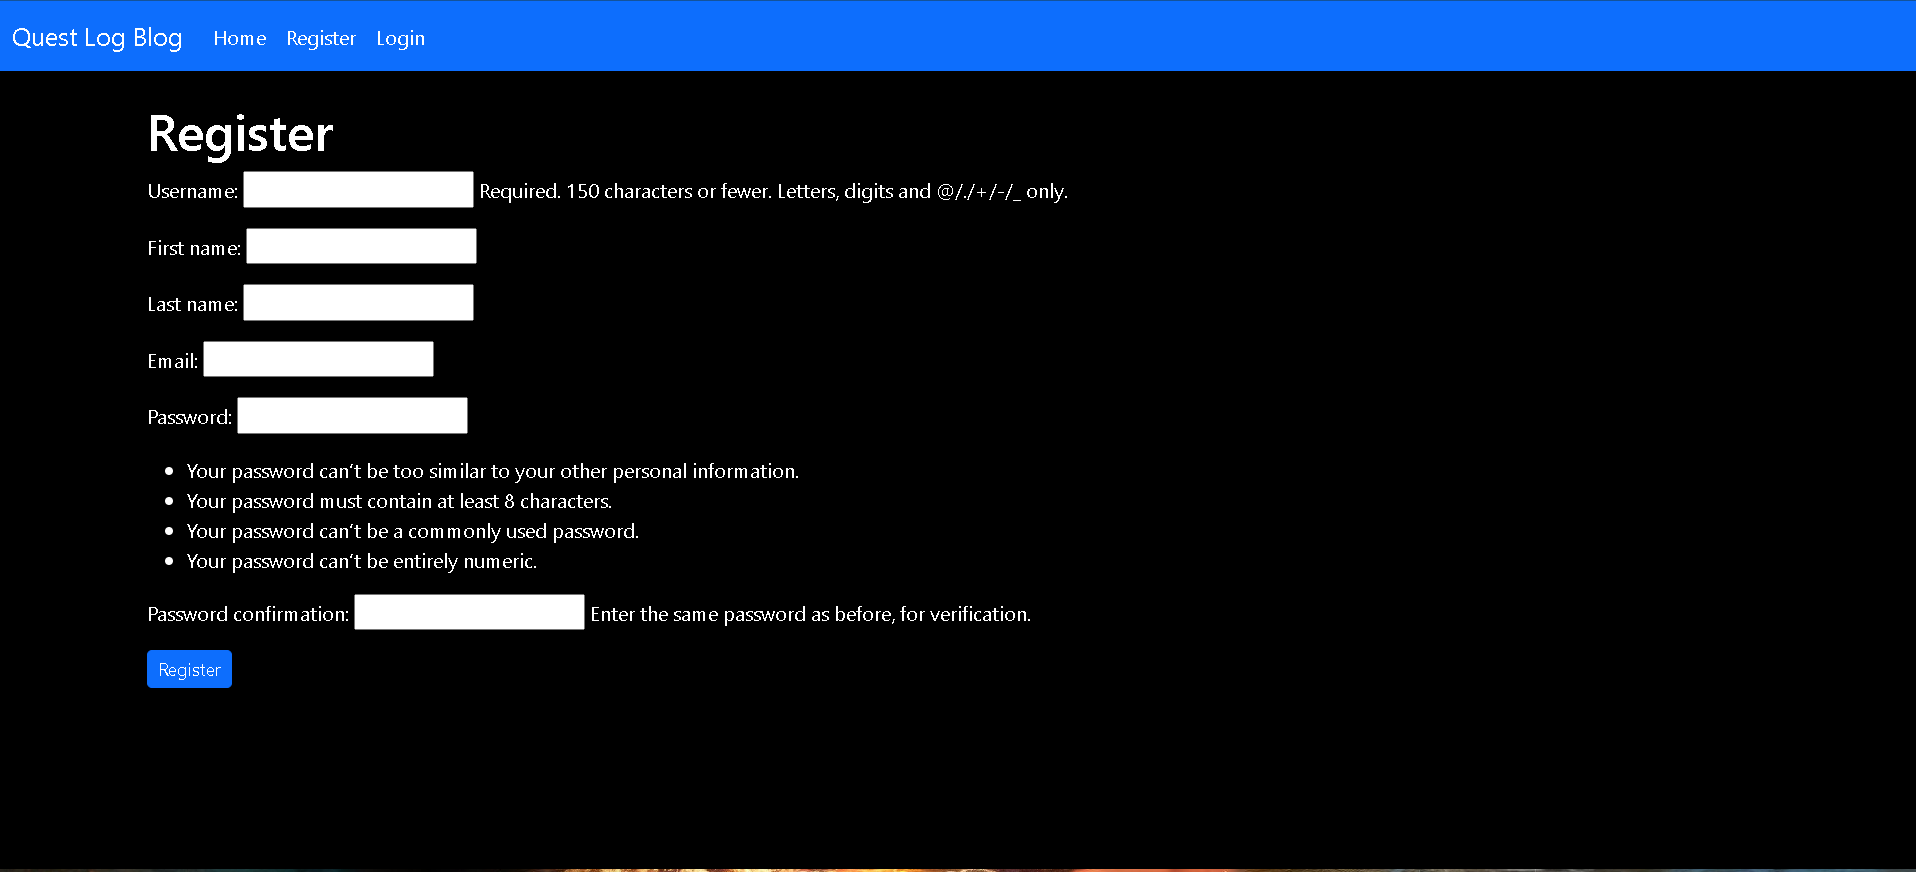 Quest Log Blog Home Register Login
Register
Username: Required. 150 characters or fewer. Letters, digits and @/./+/-/_ only.
First name:
Last name:
Email:
Password:
Your password can't be too similar to your other personal information.
Your password must contain at least 8 characters.
Your password can't be a commonly used password.
Your password can't be entirely numeric.
Password confirmation: Enter the same password as before, for verification.
Register